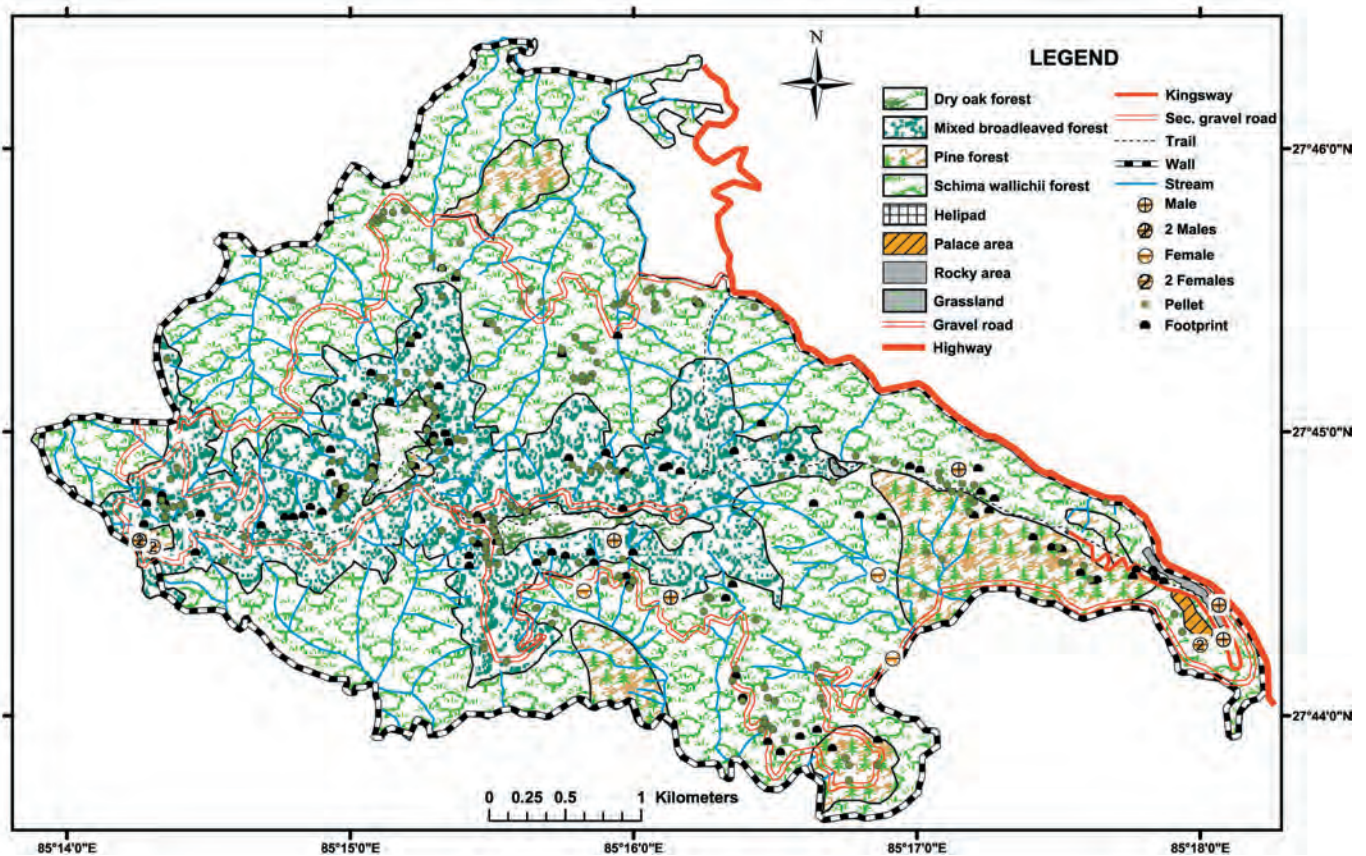 N
LEGEND
Dry oak forest
Mixed broadleaved forest
Pine forest
Schima wallichii forest
Helipad
Palace area
Rocky area
Grassland
Gravel road
Highway
Kingsway
Sec. gravel road
Trail
Wall
Stream
Male
2 Males
Female
2 Females
Pellet
Footprint
27°46'0"N
27°45'0"N
27°44'0"N
2
2
2
0 0.25 0.5 1 Kilometers
85°14'0"E 85°15'0"E 85°16'0"E 85°17'0"E 85°18'0"E